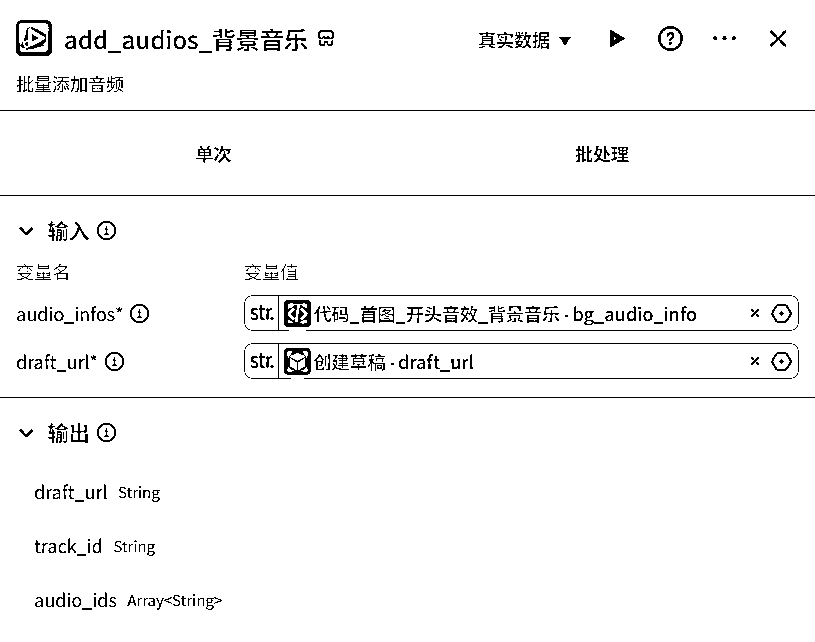 add_audios_背景音乐 真实数据
批量添加音频
单次 批处理
输入
变量名 变量值
audio_infos* str. 代码_首图_开头音效_背景音乐 - bg_audio_info
draft_url* str. 创建草稿 - draft_url
输出
draft_url String
track_id String
audio_ids Array<String>